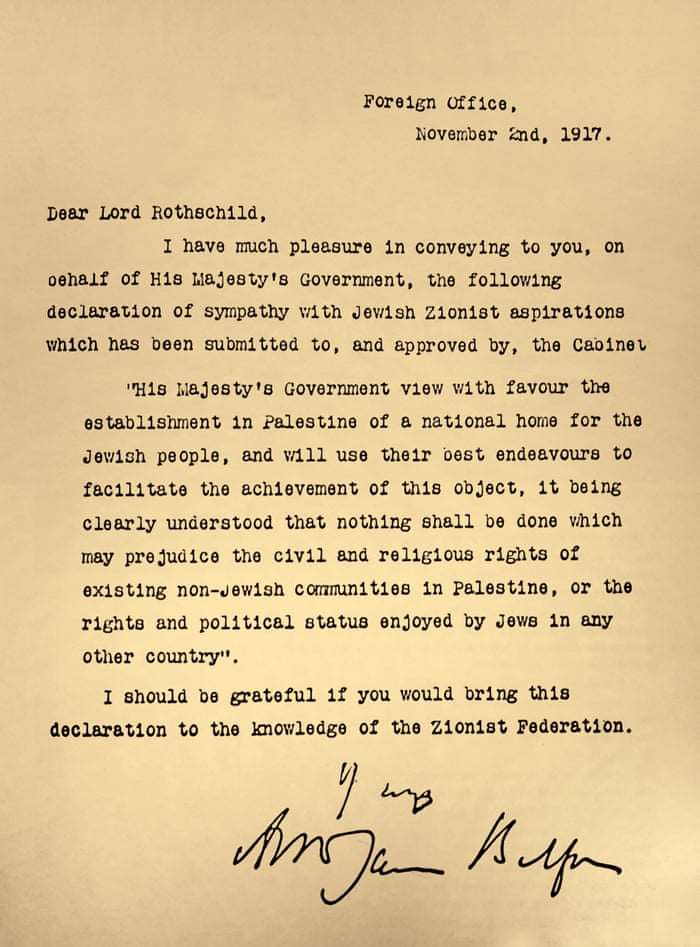 Foreign Office,
November 2nd, 1917.
Dear Lord Rothschild,
I have much pleasure in conveying to you, on
behalf of His Majesty's Government, the following
declaration of sympathy with Jewish Zionist aspirations
which has been submitted to, and approved by, the Cabinet
"His Majesty's Government view with favour the
establishment in Palestine of a national home for the
Jewish people, and will use their best endeavours to
facilitate the achievement of this object, it being
clearly understood that nothing shall be done which
may prejudice the civil and religious rights of
existing non-Jewish communities in Palestine, or the
rights and political status enjoyed by Jews in any
other country".
I should be grateful if you would bring this
declaration to the knowledge of the Zionist Federation.
Yours
Arthur James Balfour